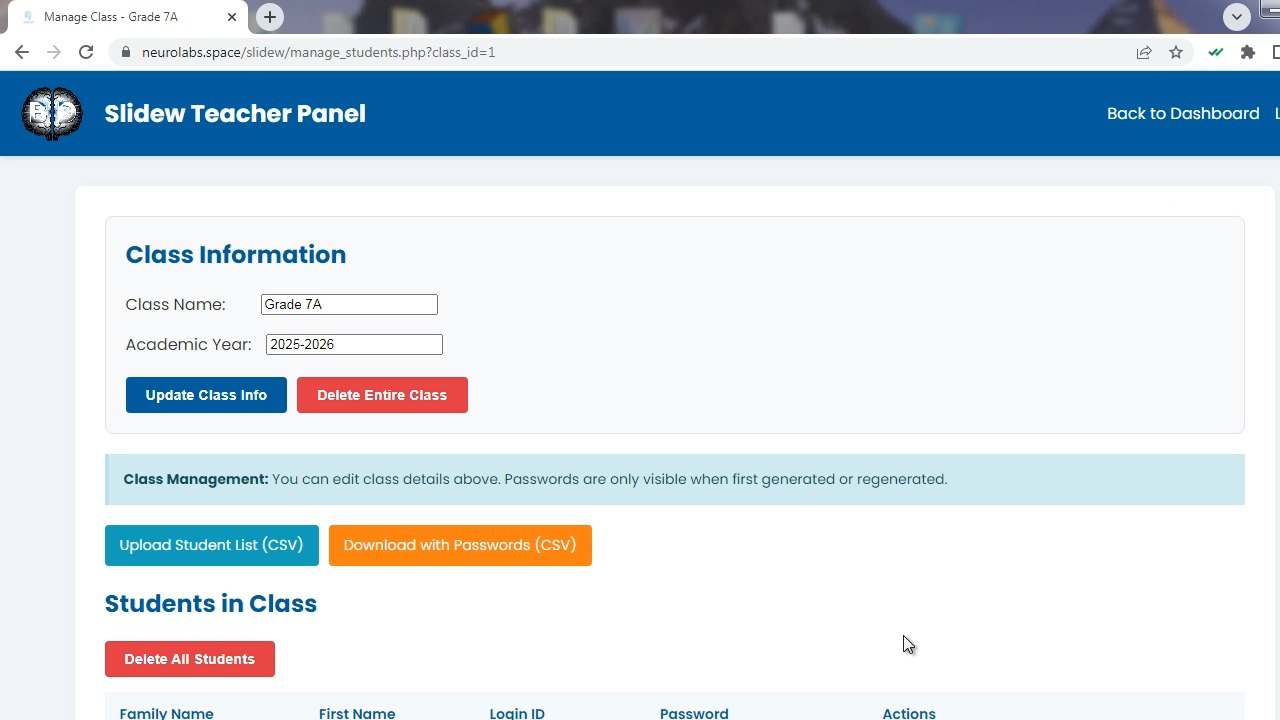 Manage Class - Grade 7A
neurolabs.space/slidew/manage_students.php?class_id=1
Slidew Teacher Panel
Back to Dashboard
Class Information
Class Name: Grade 7A
Academic Year: 2025-2026
Update Class Info Delete Entire Class
Class Management: You can edit class details above. Passwords are only visible when first generated or regenerated.
Upload Student List (CSV) Download with Passwords (CSV)
Students in Class
Delete All Students
Family Name First Name Login ID Password Actions